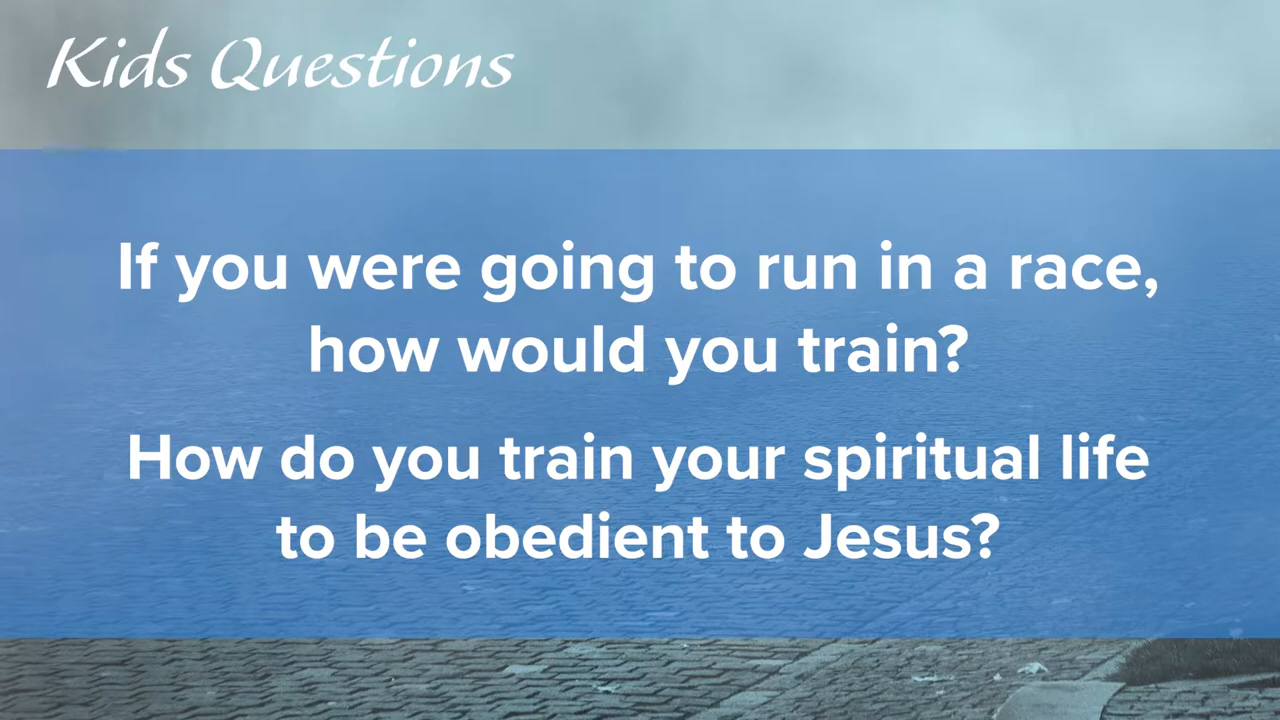 Kids Questions
If you were going to run in a race,
how would you train?
How do you train your spiritual life
to be obedient to Jesus?